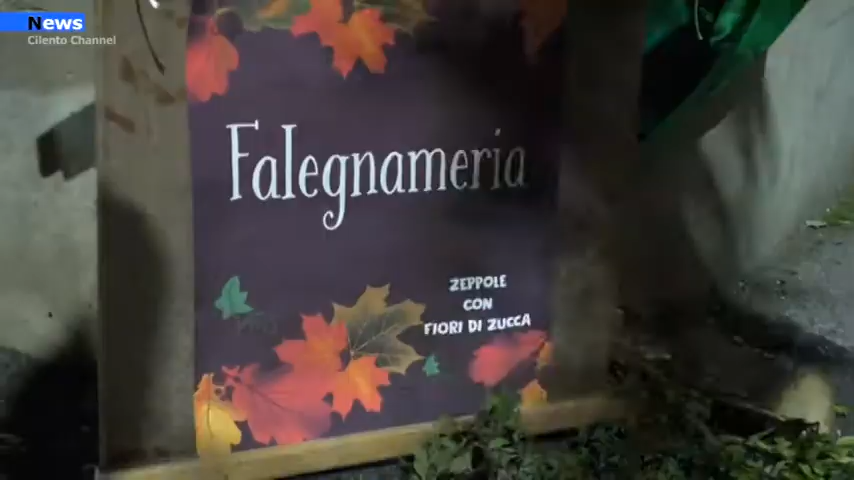 News
Cilento Channel
Falegnameria
ZEPPOLE
CON
FIORI DI ZUCCA